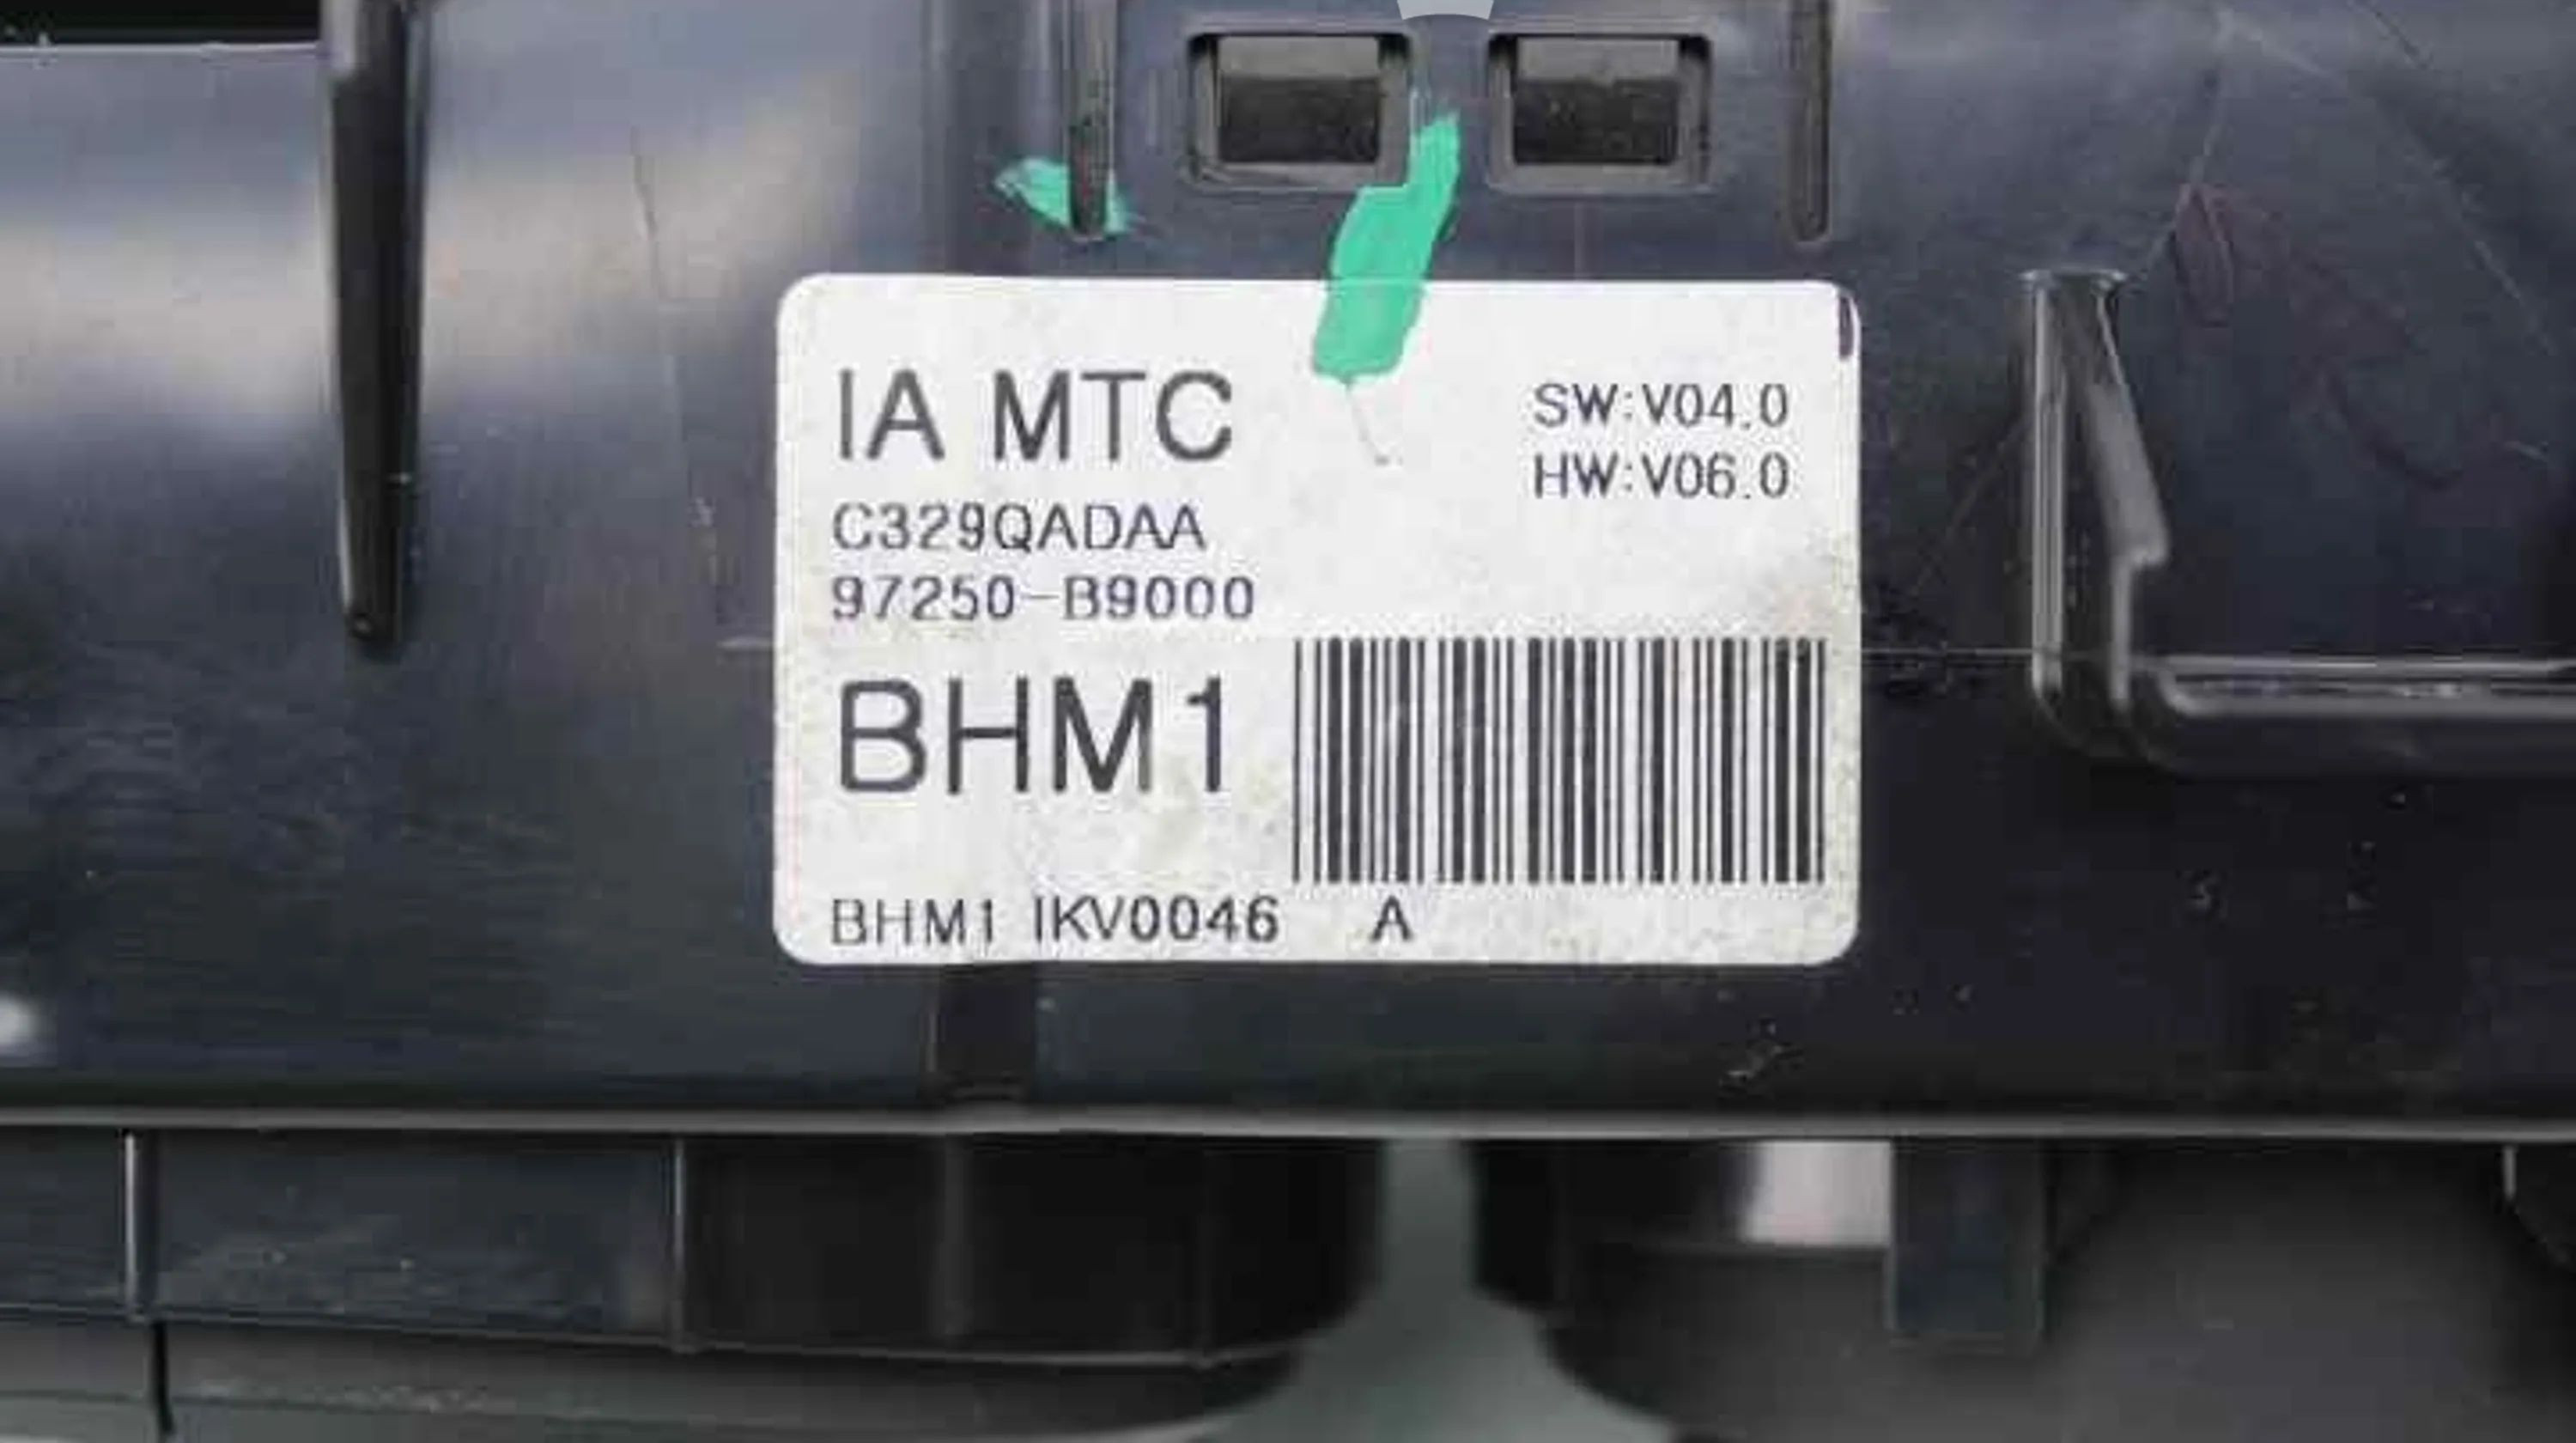 IA MTC
SW:V04.0
HW:V06.0
C329QADAA
97250-B9000
BHM1
BHM1 IKV0046 A